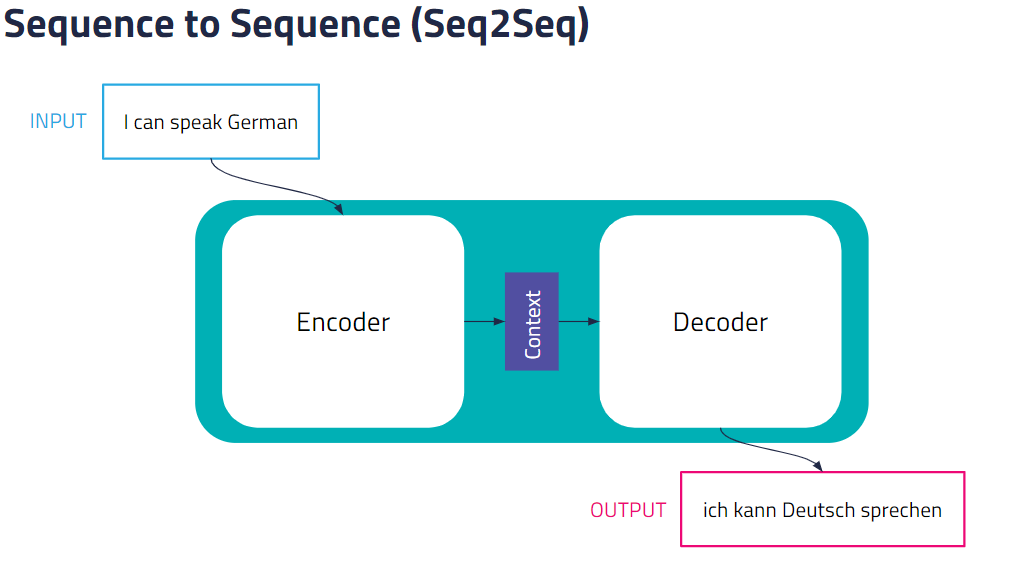 Sequence to Sequence (Seq2Seq)
INPUT
I can speak German
Encoder
Context
Decoder
OUTPUT
ich kann Deutsch sprechen